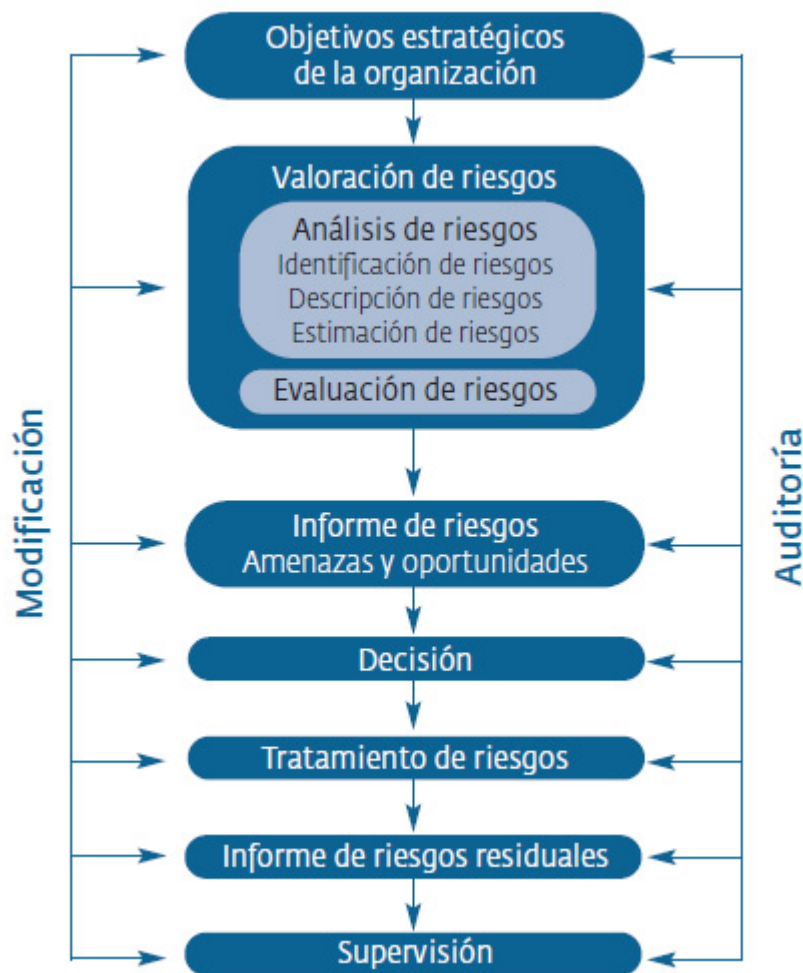 Objetivos estratégicos
de la organización
Valoración de riesgos
Análisis de riesgos
Identificación de riesgos
Descripción de riesgos
Estimación de riesgos
Evaluación de riesgos
Informe de riesgos
Amenazas y oportunidades
Decisión
Tratamiento de riesgos
Informe de riesgos residuales
Supervisión
Modificación
Auditoría